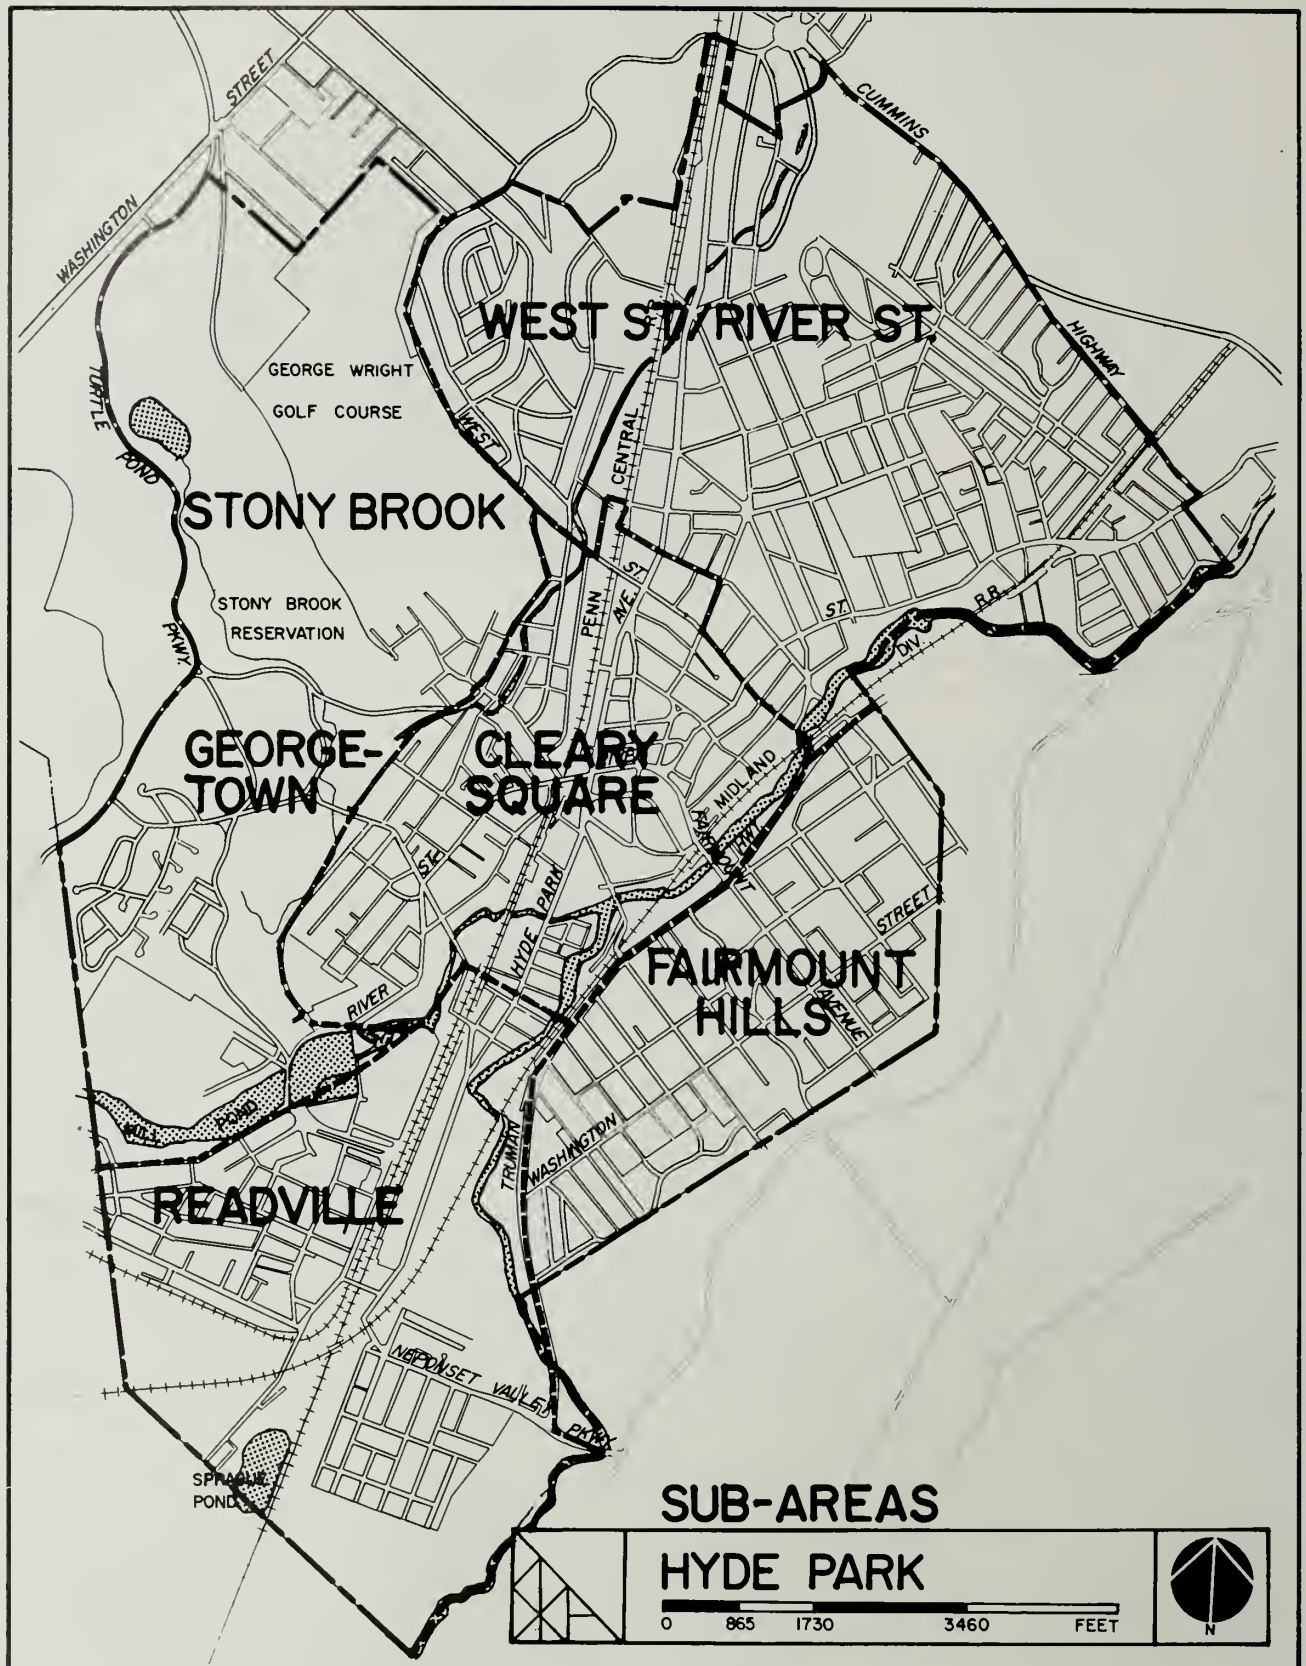 STREET
CUMMINS
WASHINGTON
HIGHWAY
WEST ST./RIVER ST.
R.R.
TURTLE
POND
PKWY.
GEORGE WRIGHT
GOLF COURSE
WEST
ST.
CENTRAL
PENN
AVE.
STONY BROOK
STONY BROOK
RESERVATION
ST.
R.R.
DIV.
MIDLAND
GEORGE-
TOWN
CLEARY
SQUARE
FAIRMOUNT
PKWY.
ST.
HYDE PARK
STREET
RIVER
FAIRMOUNT
HILLS
AVENUE
MILL
POND
TRUMAN
WASHINGTON
READVILLE
NEPONSET VALLEY
PKWY.
SPRAGUE
POND
SUB-AREAS
HYDE PARK
0 865 1730 3460 FEET
N